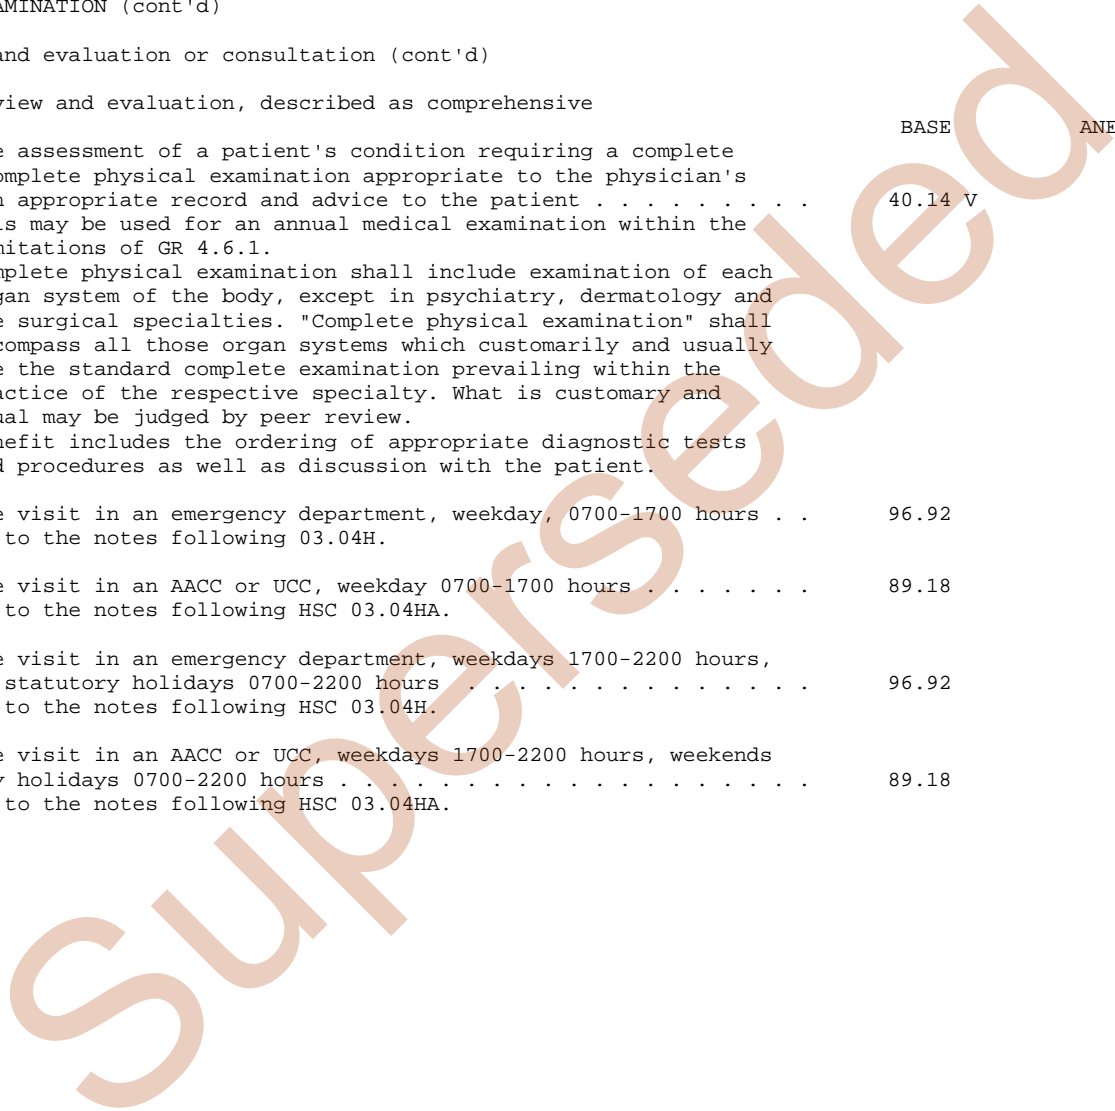 AMINATION (cont'd)
and evaluation or consultation (cont'd)
view and evaluation, described as comprehensive
BASE ANE
e assessment of a patient's condition requiring a complete
omplete physical examination appropriate to the physician's
n appropriate record and advice to the patient . . . . . . . . . . 40.14 V
is may be used for an annual medical examination within the
mitations of GR 4.6.1.
mplete physical examination shall include examination of each
gan system of the body, except in psychiatry, dermatology and
e surgical specialties. "Complete physical examination" shall
compass all those organ systems which customarily and usually
e the standard complete examination prevailing within the
actice of the respective specialty. What is customary and
ual may be judged by peer review.
nefit includes the ordering of appropriate diagnostic tests
d procedures as well as discussion with the patient.
e visit in an emergency department, weekday, 0700-1700 hours . . 96.92
to the notes following 03.04H.
e visit in an AACC or UCC, weekday 0700-1700 hours . . . . . . . 89.18
to the notes following HSC 03.04HA.
e visit in an emergency department, weekdays 1700-2200 hours,
statutory holidays 0700-2200 hours . . . . . . . . . . . . . . 96.92
to the notes following HSC 03.04H.
e visit in an AACC or UCC, weekdays 1700-2200 hours, weekends
y holidays 0700-2200 hours . . . . . . . . . . . . . . . . . . . 89.18
to the notes following HSC 03.04HA.
Superseded